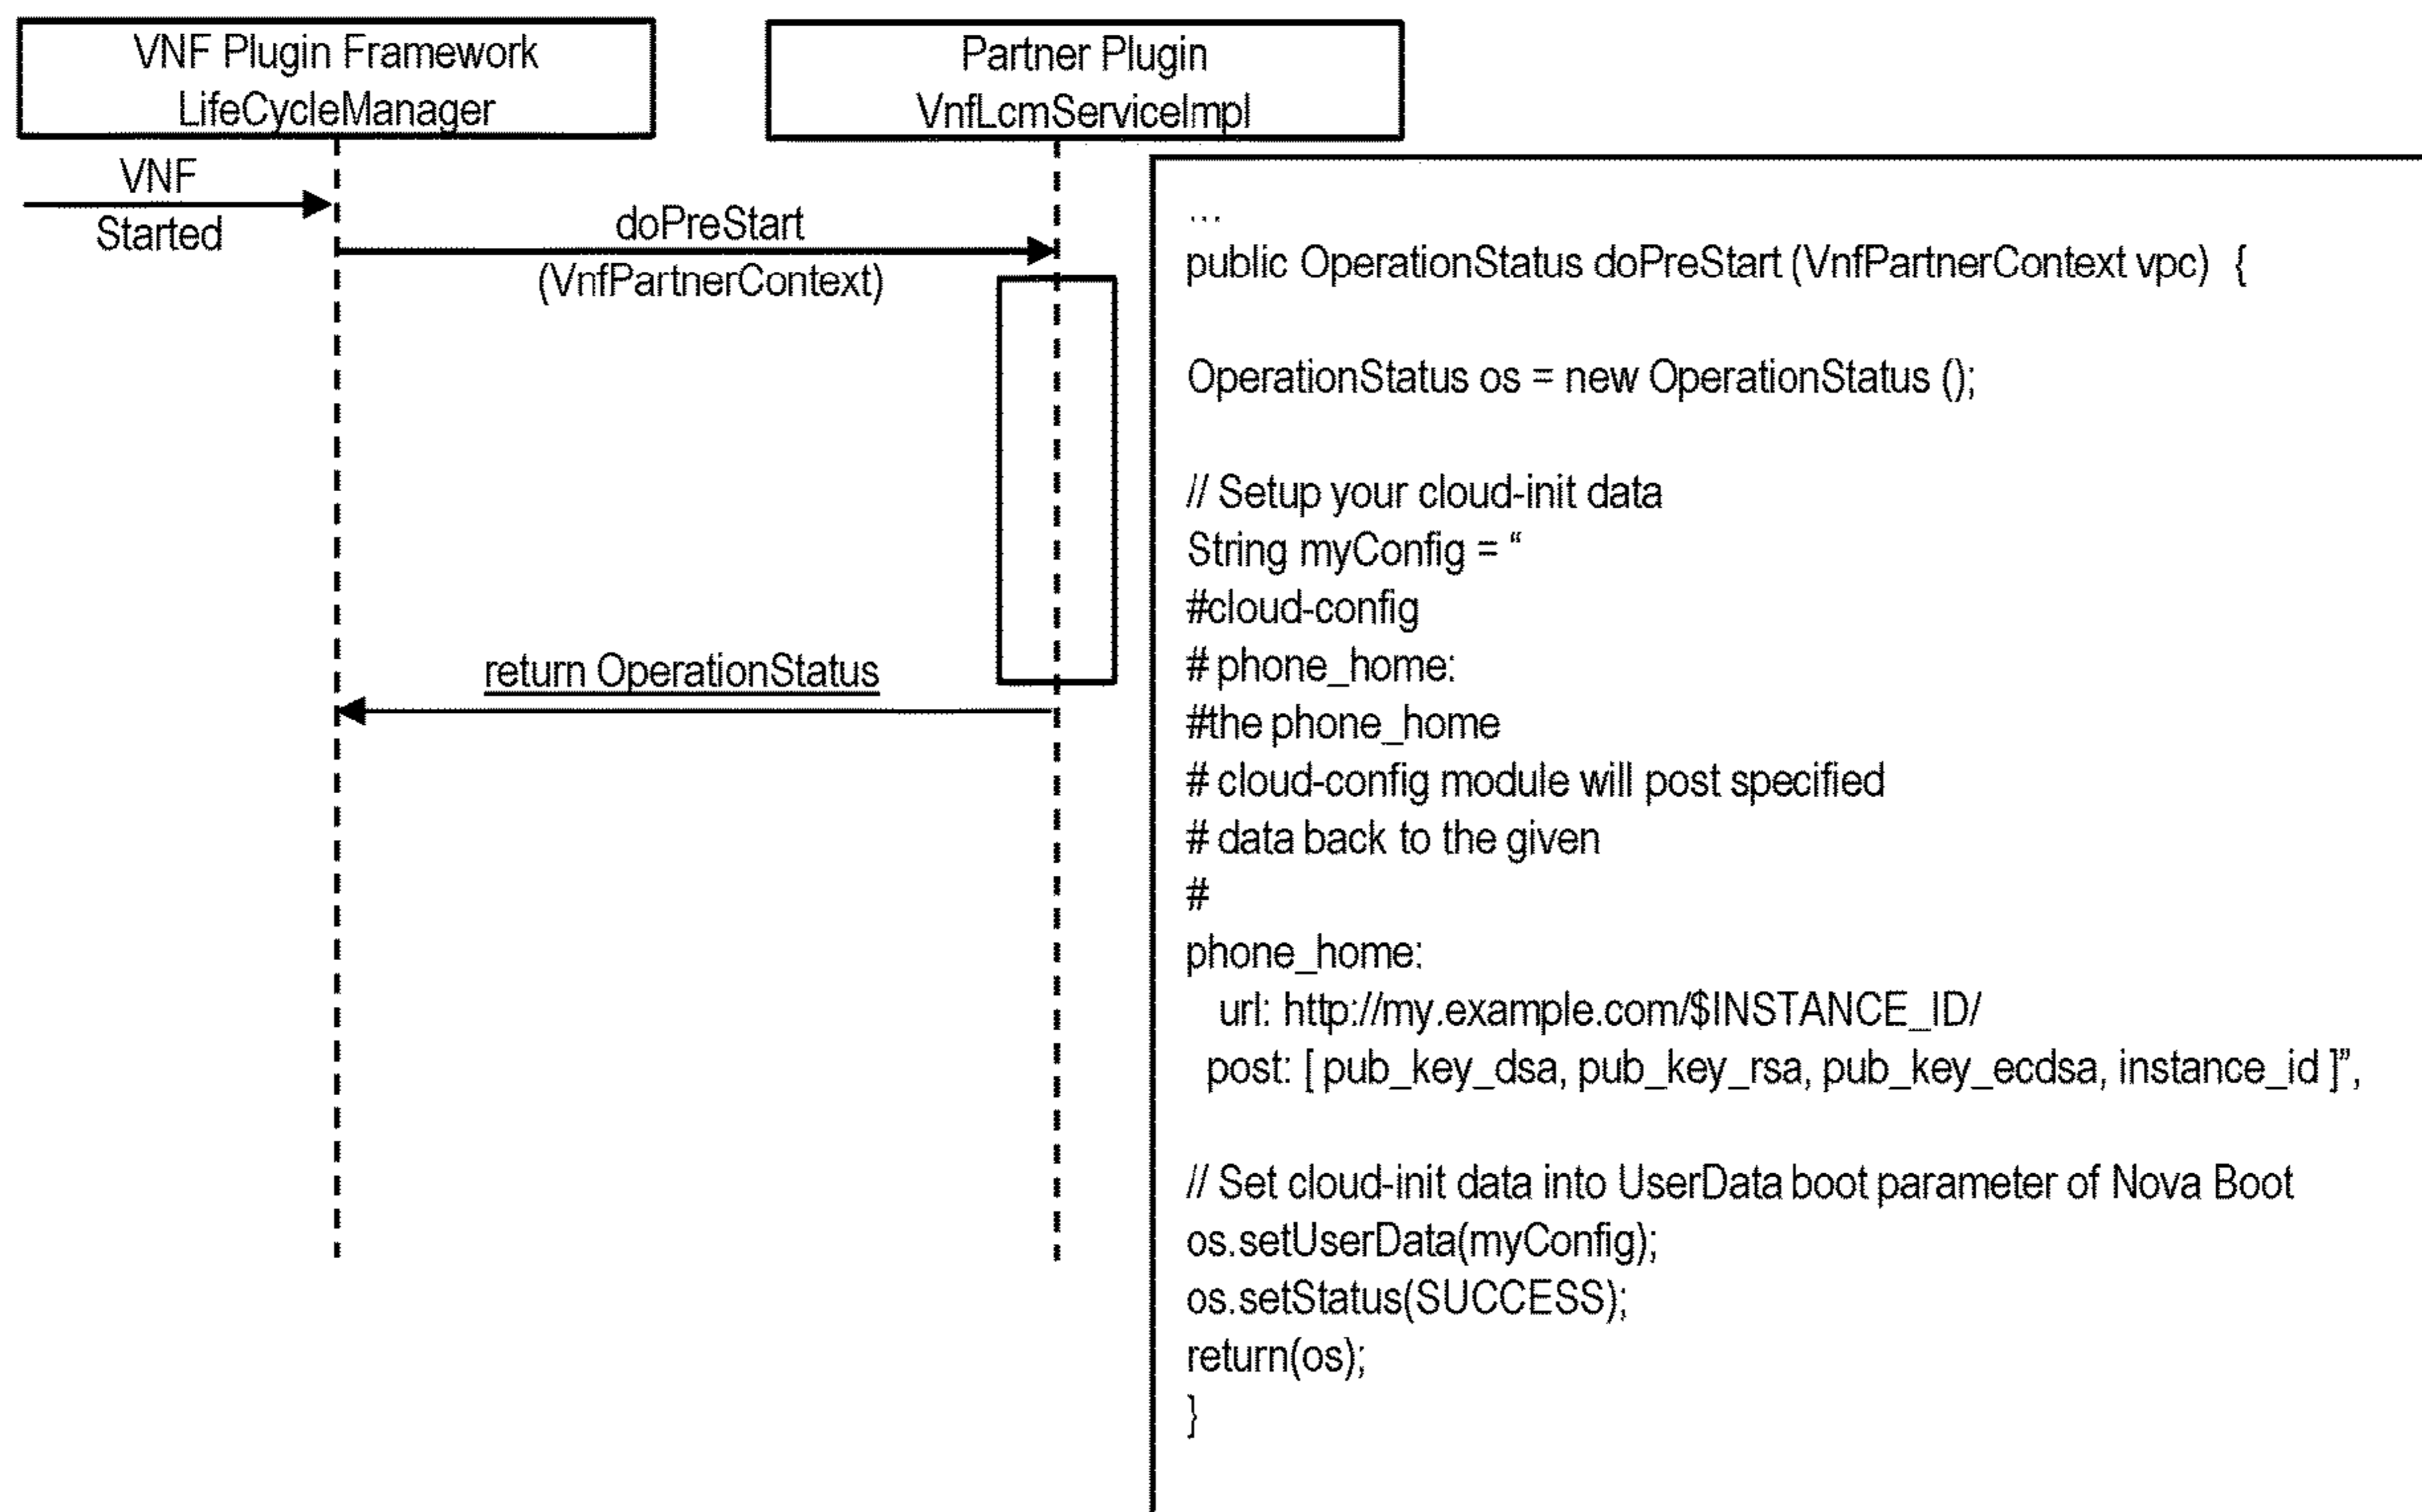 VNF Plugin Framework
LifeCycleManager
Partner Plugin
VnfLcmServiceImpl
VNF
Started
doPreStart
(VnfPartnerContext)
return OperationStatus
...
public OperationStatus doPreStart (VnfPartnerContext vpc) {
OperationStatus os = new OperationStatus ();
// Setup your cloud-init data
String myConfig = “
#cloud-config
# phone_home:
#the phone_home
# cloud-config module will post specified
# data back to the given
#
phone_home:
url: http://my.example.com/$INSTANCE_ID/
post: [ pub_key_dsa, pub_key_rsa, pub_key_ecdsa, instance_id ]”,
// Set cloud-init data into UserData boot parameter of Nova Boot
os.setUserData(myConfig);
os.setStatus(SUCCESS);
return(os);
}